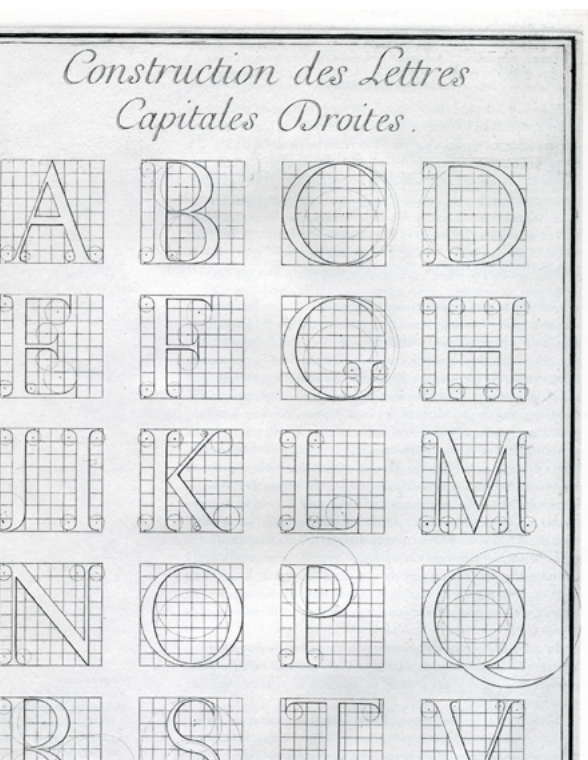 Construction des Lettres
Capitales Droites.
A B C D
E F G H
J I K L M
N O P Q
R S T V